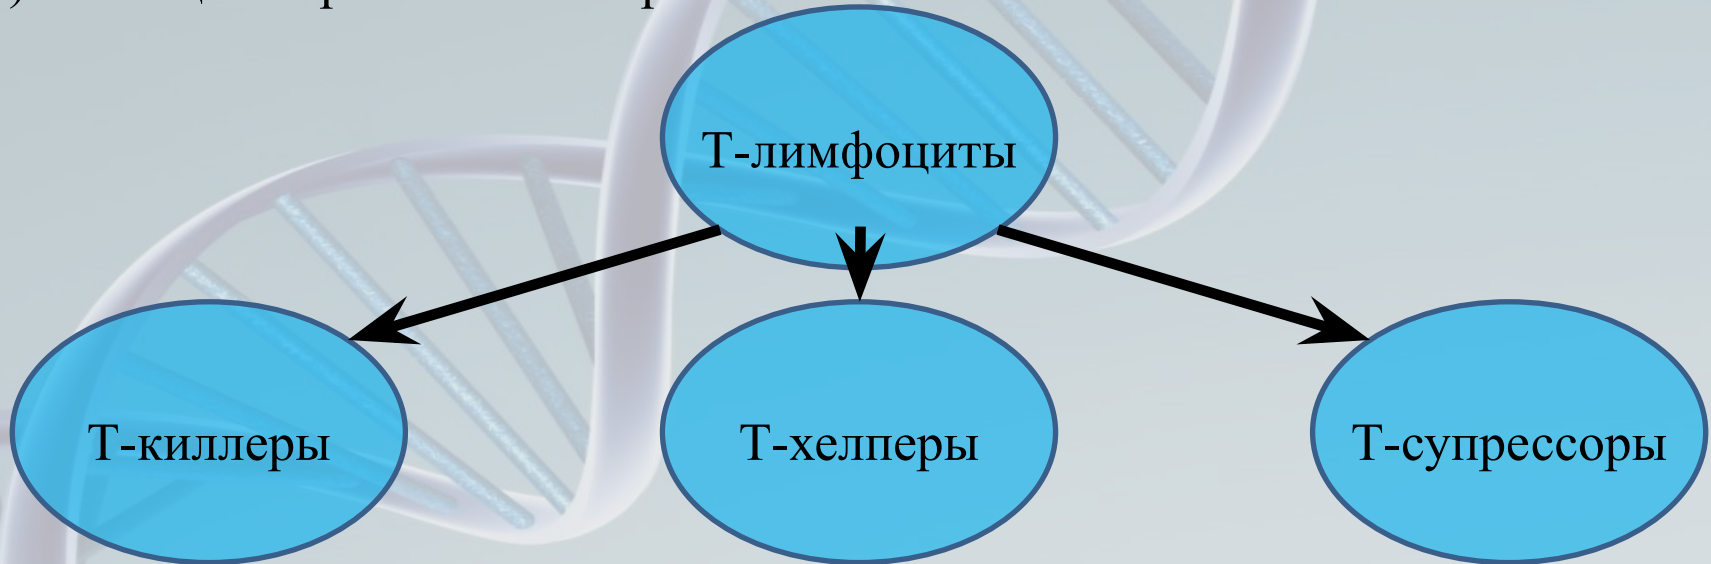 Т-лимфоциты
Т-киллеры
Т-хелперы
Т-супрессоры